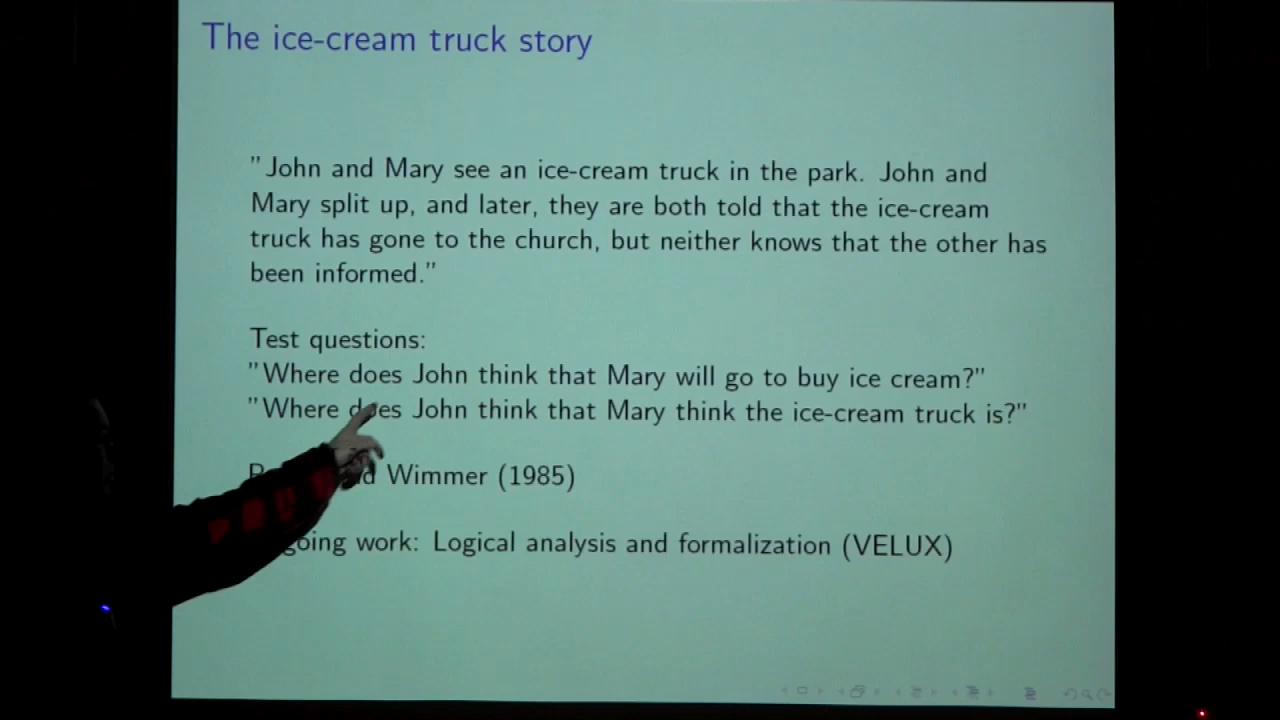 The ice-cream truck story
"John and Mary see an ice-cream truck in the park. John and
Mary split up, and later, they are both told that the ice-cream
truck has gone to the church, but neither knows that the other has
been informed."
Test questions:
"Where does John think that Mary will go to buy ice cream?"
"Where does John think that Mary think the ice-cream truck is?"
Wimmer (1985)
going work: Logical analysis and formalization (VELUX)